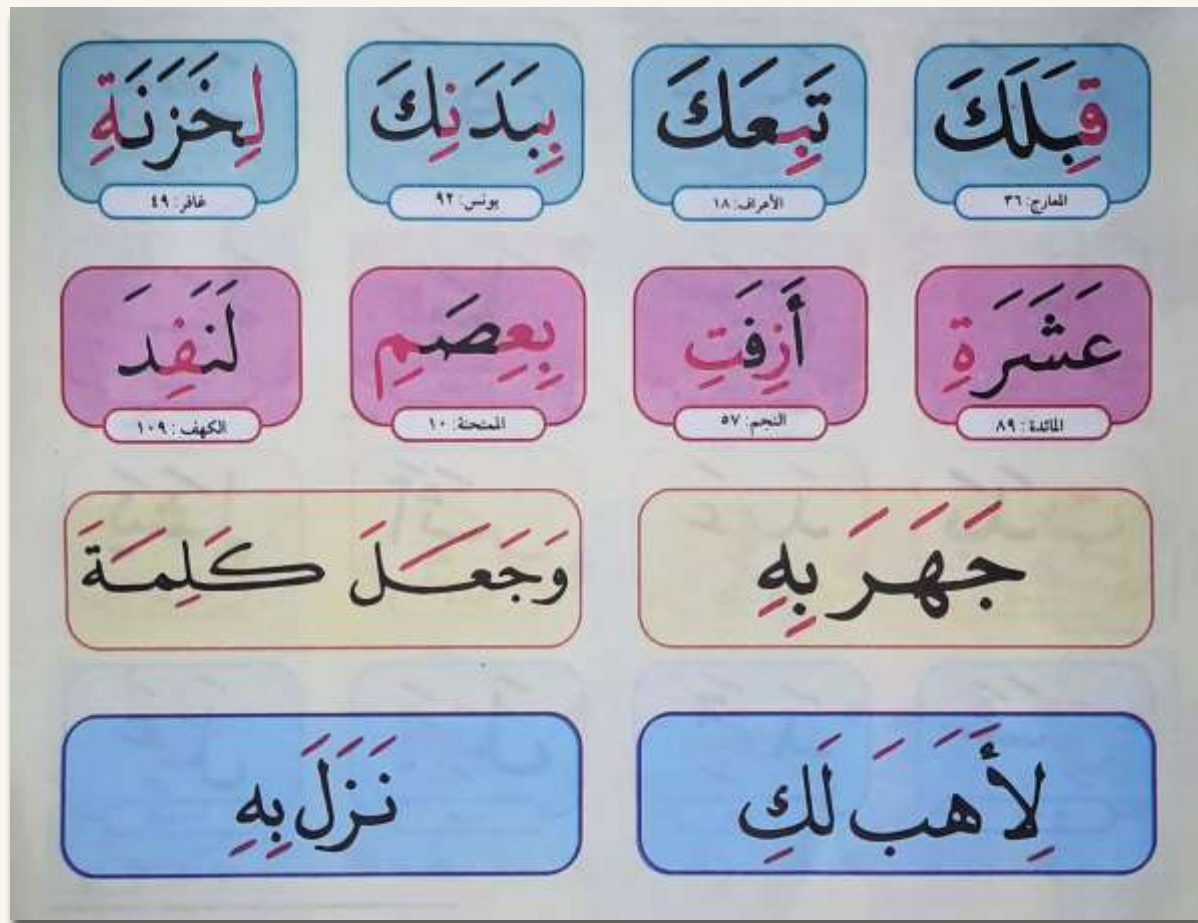 قِبَلَكَ تَبِعَكَ بِبَدَنِكَ لِخَزَنَةِ
المعارج: ٣٦ الأعراف: ١٨ يونس: ٩٢ غافر: ٤٩
عَشَرَةِ أَزِفَتِ بِعِصَمِ لَنَفِدَ
المائدة: ٨٩ النجم: ٥٧ الممتحنة: ١٠ الكهف: ١٠٩
جَهَرَ بِهِ وَجَعَلَ كَلِمَةَ
لِأَهَبَ لَكِ نَزَلَ بِهِ